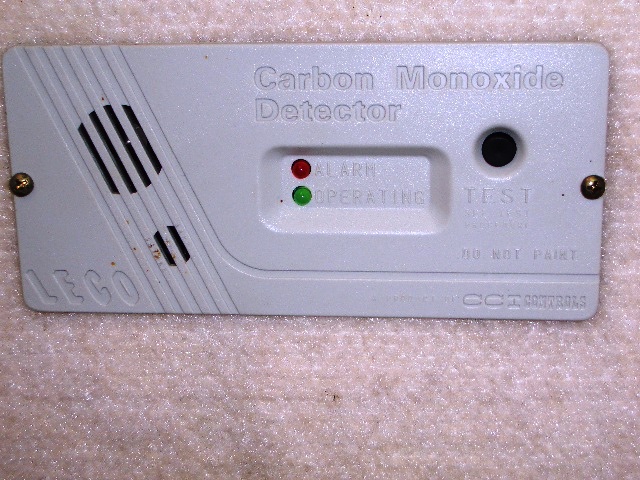 Carbon Monoxide
Detector
ALARM
OPERATING
TEST
DO NOT PAINT
LECO
CCI CONTROLS